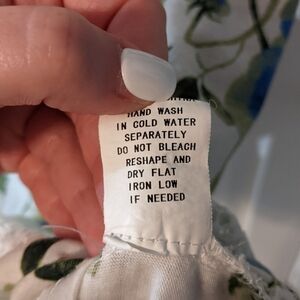 HAND WASH
IN COLD WATER
SEPARATELY
DO NOT BLEACH
RESHAPE AND
DRY FLAT
IRON LOW
IF NEEDED